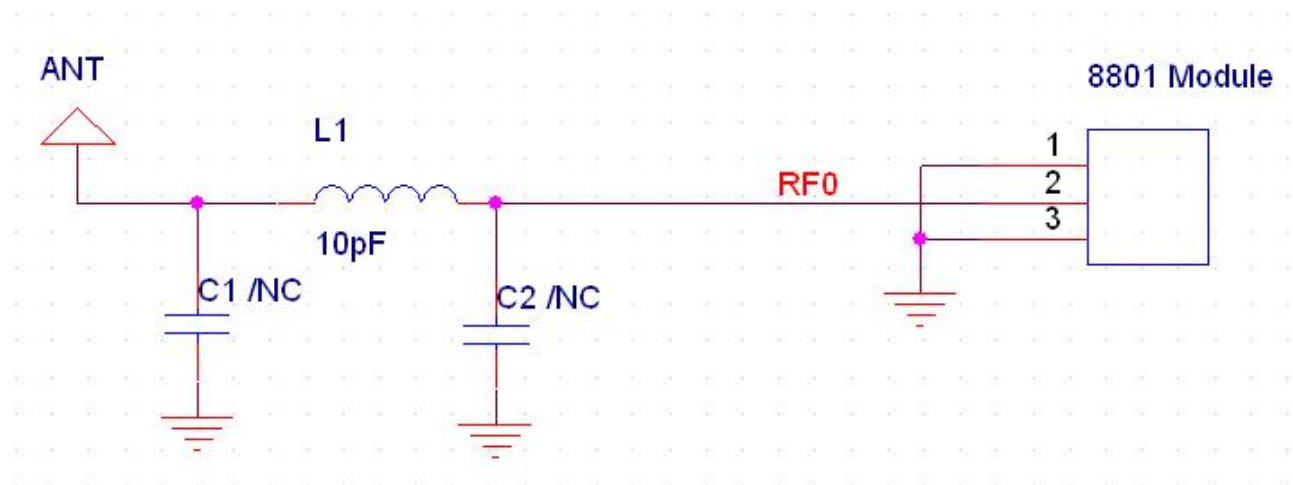 ANT
8801 Module
L1
1
RF0
2
10pF
3
C1 /NC
C2 /NC